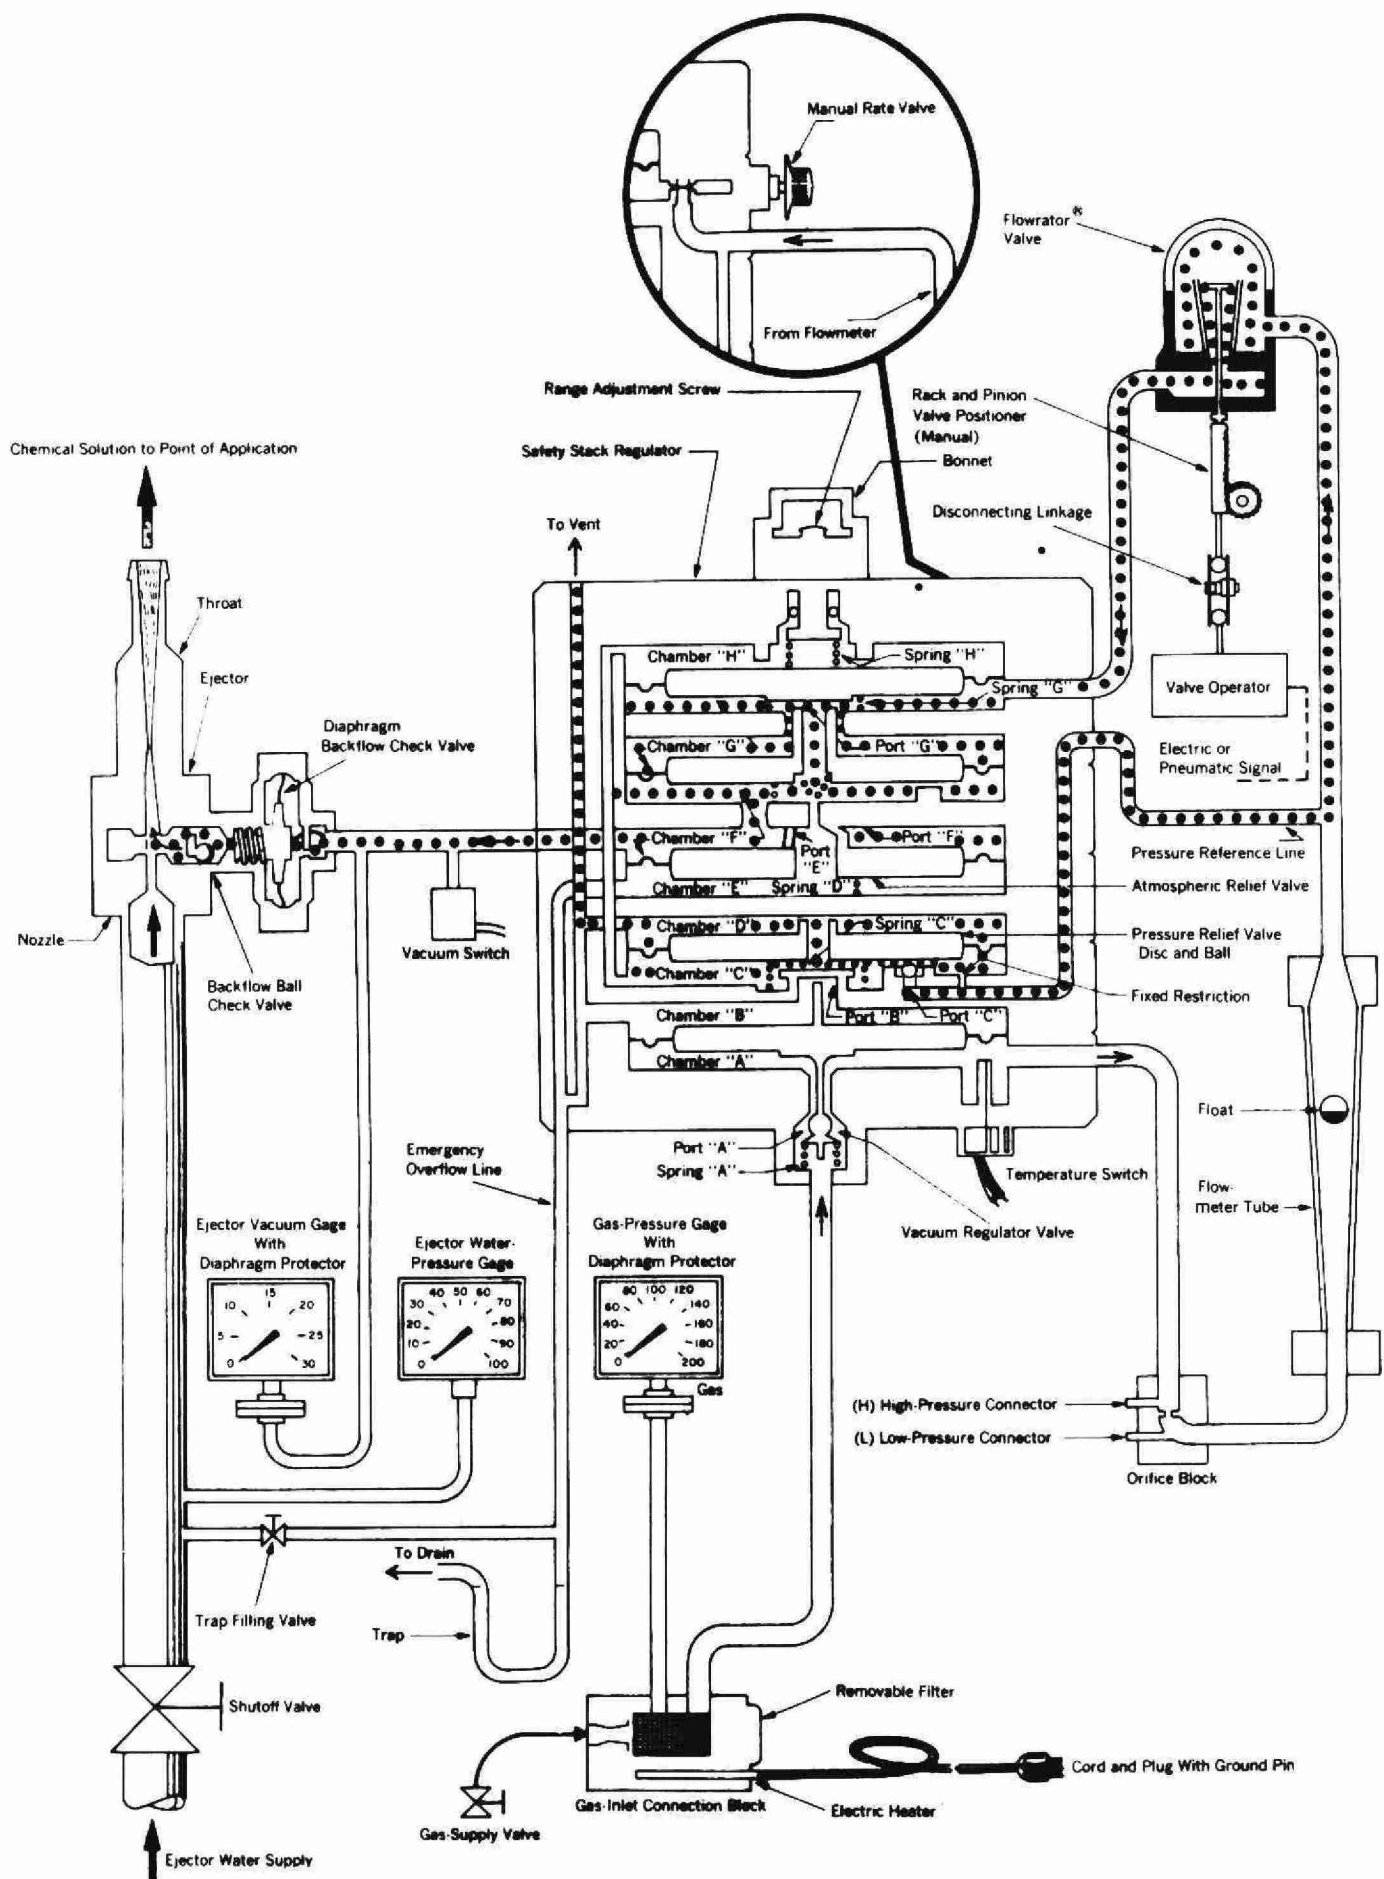 Manual Rate Valve
From Flowmeter
Flowrator®
Valve
Range Adjustment Screw
Rack and Pinion
Valve Positioner
(Manual)
Bonnet
Chemical Solution to Point of Application
Safety Stack Regulator
To Vent
Disconnecting Linkage
Throat
Ejector
Diaphragm
Backflow Check Valve
Chamber "H"
Spring "H"
Spring "G"
Valve Operator
Chamber "G"
Port "G"
Electric or
Pneumatic Signal
Chamber "F"
Port "F"
Port
"E"
Pressure Reference Line
Chamber "E"
Spring "D"
Atmospheric Relief Valve
Nozzle
Vacuum Switch
Chamber "D"
Spring "C"
Pressure Relief Valve
Disc and Ball
Backflow Ball
Check Valve
Chamber "C"
Fixed Restriction
Chamber "B"
Port "B"
Port "C"
Chamber "A"
Float
Port "A"
Spring "A"
Emergency
Overflow Line
Temperature Switch
Flow-
meter Tube
Vacuum Regulator Valve
Ejector Vacuum Gage
With
Diaphragm Protector
Ejector Water-
Pressure Gage
Gas-Pressure Gage
With
Diaphragm Protector
0 5 10 15 20 25 30
0 10 20 30 40 50 60 70 80 90 100
0 20 40 60 80 100 120 140 160 180 200
Gas
(H) High-Pressure Connector
(L) Low-Pressure Connector
Orifice Block
To Drain
Trap Filling Valve
Trap
Shutoff Valve
Removable Filter
Cord and Plug With Ground Pin
Gas-Inlet Connection Block
Electric Heater
Gas-Supply Valve
Ejector Water Supply